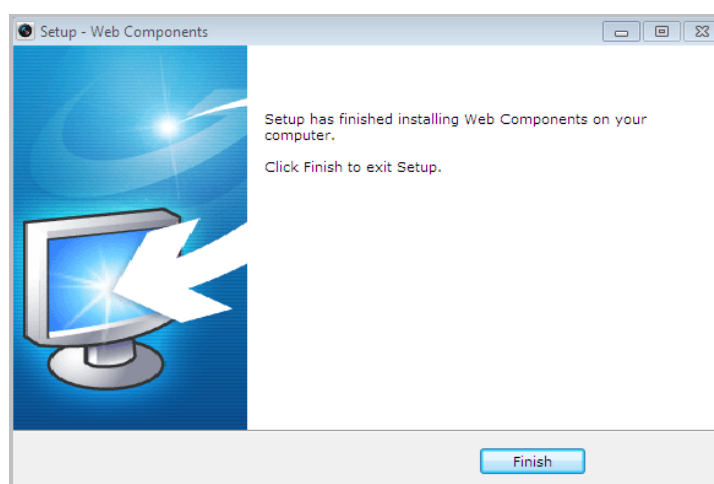 Setup - Web Components
Setup has finished installing Web Components on your
computer.
Click Finish to exit Setup.
Finish